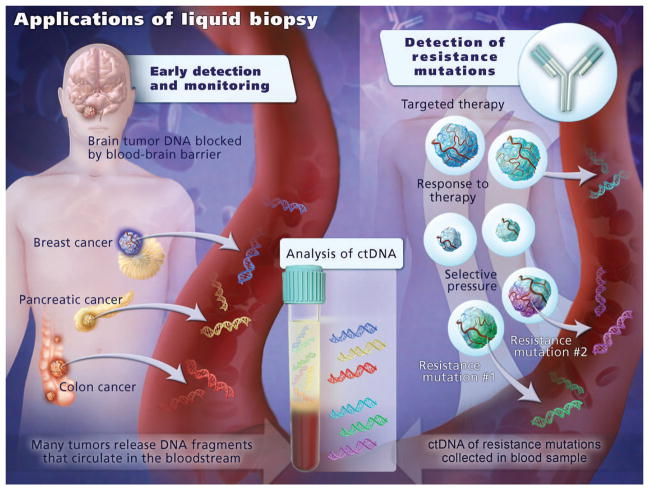 Applications of liquid biopsy
Early detection
and monitoring
Brain tumor DNA blocked
by blood-brain barrier
Breast cancer
Pancreatic cancer
Colon cancer
Many tumors release DNA fragments
that circulate in the bloodstream
Analysis of ctDNA
Detection of
resistance
mutations
Targeted therapy
Response to
therapy
Selective
pressure
Resistance
mutation #2
Resistance
mutation #1
ctDNA of resistance mutations
collected in blood sample